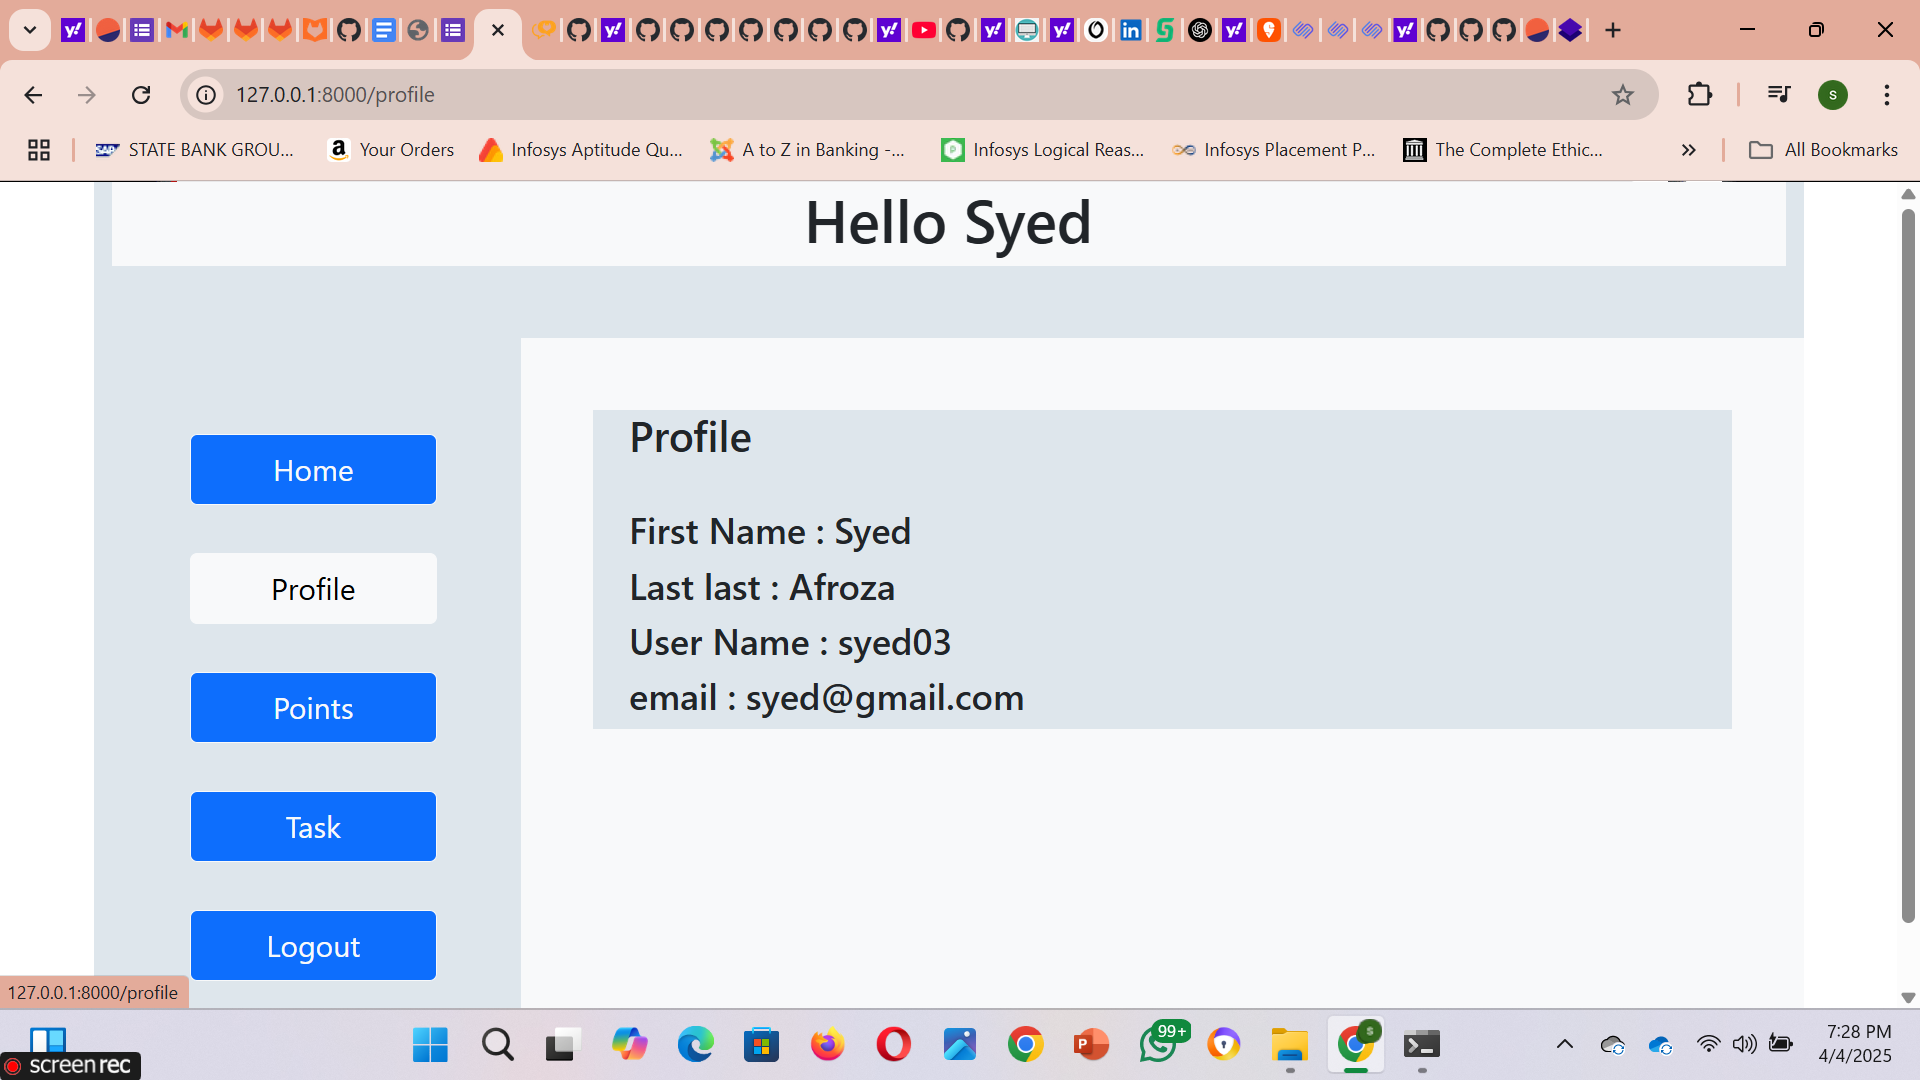 127.0.0.1:8000/profile
STATE BANK GROU...
Your Orders
Infosys Aptitude Qu...
A to Z in Banking -...
Infosys Logical Reas...
Infosys Placement P...
The Complete Ethic...
All Bookmarks
Hello Syed
Home
Profile
Points
Task
Logout
Profile
First Name : Syed
Last last : Afroza
User Name : syed03
email : syed@gmail.com
127.0.0.1:8000/profile
screenrec
99+
7:28 PM
4/4/2025